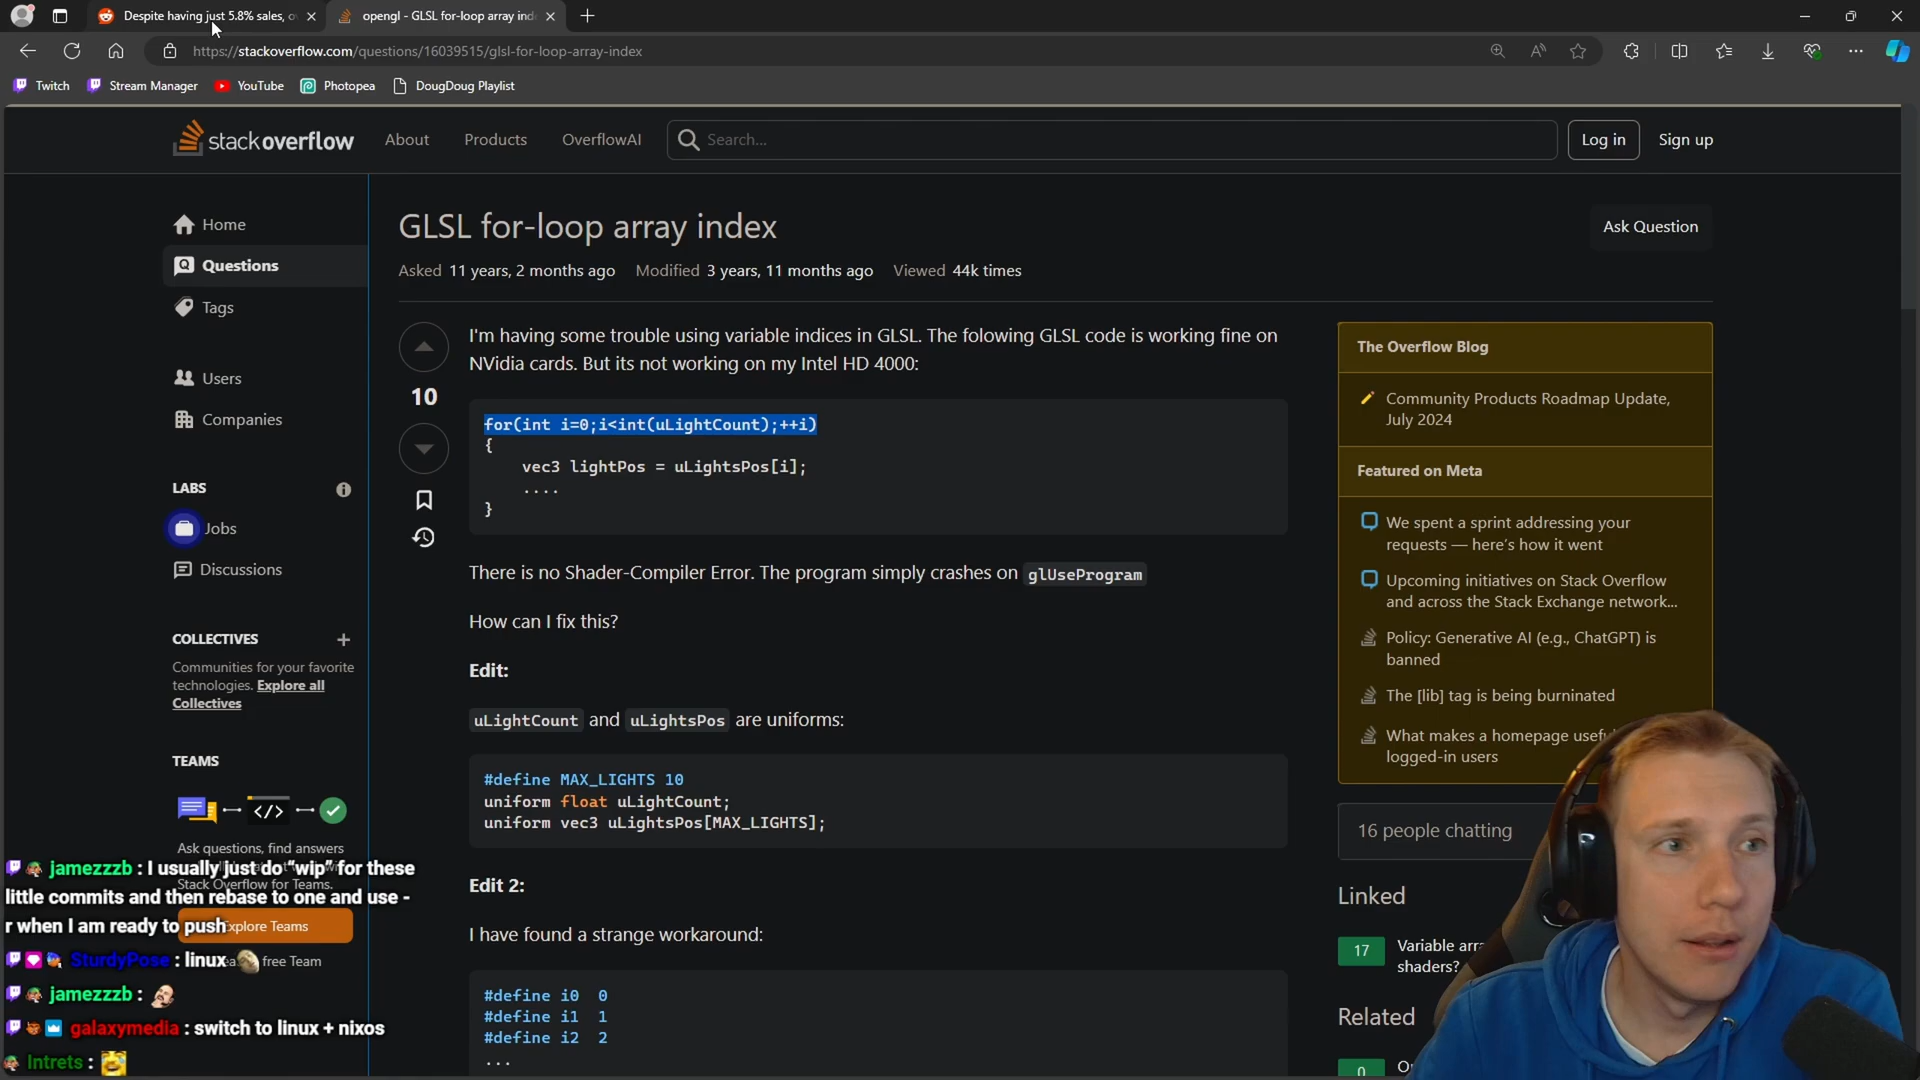 Despite having just 5.8% sales, o
opengl - GLSL for-loop array ind
https://stackoverflow.com/questions/16039515/glsl-for-loop-array-index
Twitch
Stream Manager
YouTube
Photopea
DougDoug Playlist
stackoverflow
About
Products
OverflowAI
Search...
Log in
Sign up
Home
Questions
Tags
Users
Companies
LABS
Jobs
Discussions
COLLECTIVES
Communities for your favorite
technologies. Explore all
Collectives
TEAMS
Ask questions, find answers
Stack Overflow for Teams.
Explore Teams
free Team
GLSL for-loop array index
Ask Question
Asked 11 years, 2 months ago Modified 3 years, 11 months ago Viewed 44k times
10
I'm having some trouble using variable indices in GLSL. The folowing GLSL code is working fine on
NVidia cards. But its not working on my Intel HD 4000:
for(int i=0;i<int(uLightCount);++i)
{
vec3 lightPos = uLightsPos[i];
....
}
There is no Shader-Compiler Error. The program simply crashes on glUseProgram
How can I fix this?
Edit:
uLightCount and uLightsPos are uniforms:
#define MAX_LIGHTS 10
uniform float uLightCount;
uniform vec3 uLightsPos[MAX_LIGHTS];
Edit 2:
I have found a strange workaround:
#define i0 0
#define i1 1
#define i2 2
...
The Overflow Blog
Community Products Roadmap Update,
July 2024
Featured on Meta
We spent a sprint addressing your
requests — here's how it went
Upcoming initiatives on Stack Overflow
and across the Stack Exchange network...
Policy: Generative AI (e.g., ChatGPT) is
banned
The [lib] tag is being burninated
What makes a homepage usefu
logged-in users
16 people chatting
Linked
17
Variable arra
shaders?
Related
0
jamezzzb : I usually just do “wip” for these
little commits and then rebase to one and use -
r when I am ready to push
SturdyPose : linux
jamezzzb :
galaxymedia : switch to linux + nixos
Intrets :